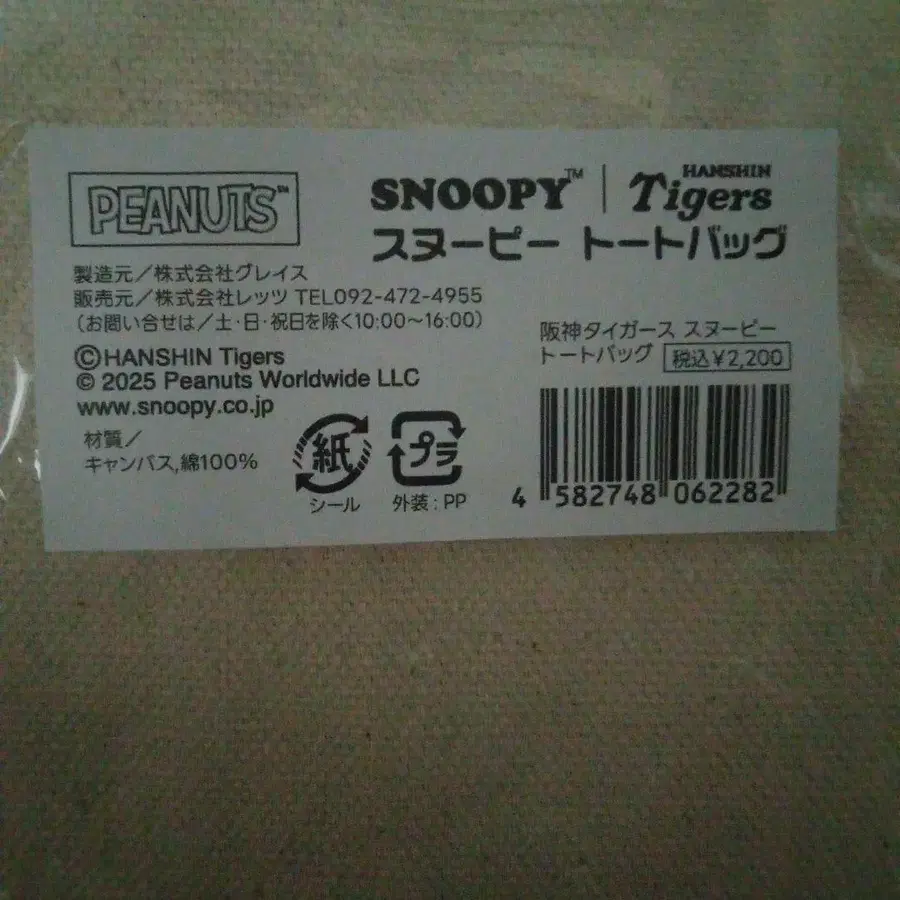 PEANUTS™
SNOOPY™ | HANSHIN Tigers
スヌーピー トートバッグ
製造元／株式会社グレイス
販売元／株式会社レッツ TEL092-472-4955
(お問い合せは／土・日・祝日を除く10:00～16:00)
ⒸHANSHIN Tigers
© 2025 Peanuts Worldwide LLC
www.snoopy.co.jp
材質／
キャンバス,綿100%
紙
シール
プラ
外装：PP
阪神タイガース スヌーピー
トートバッグ 税込¥2,200
4 582748 062282